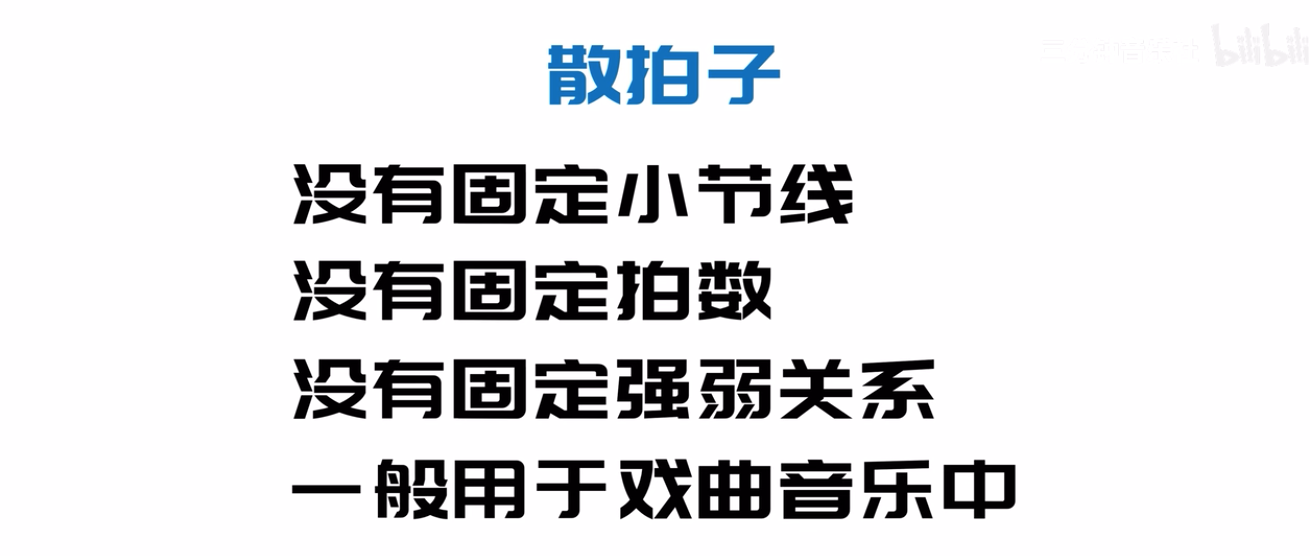 散拍子
bilibili
没有固定小节线
没有固定拍数
没有固定强弱关系
一般用于戏曲音乐中